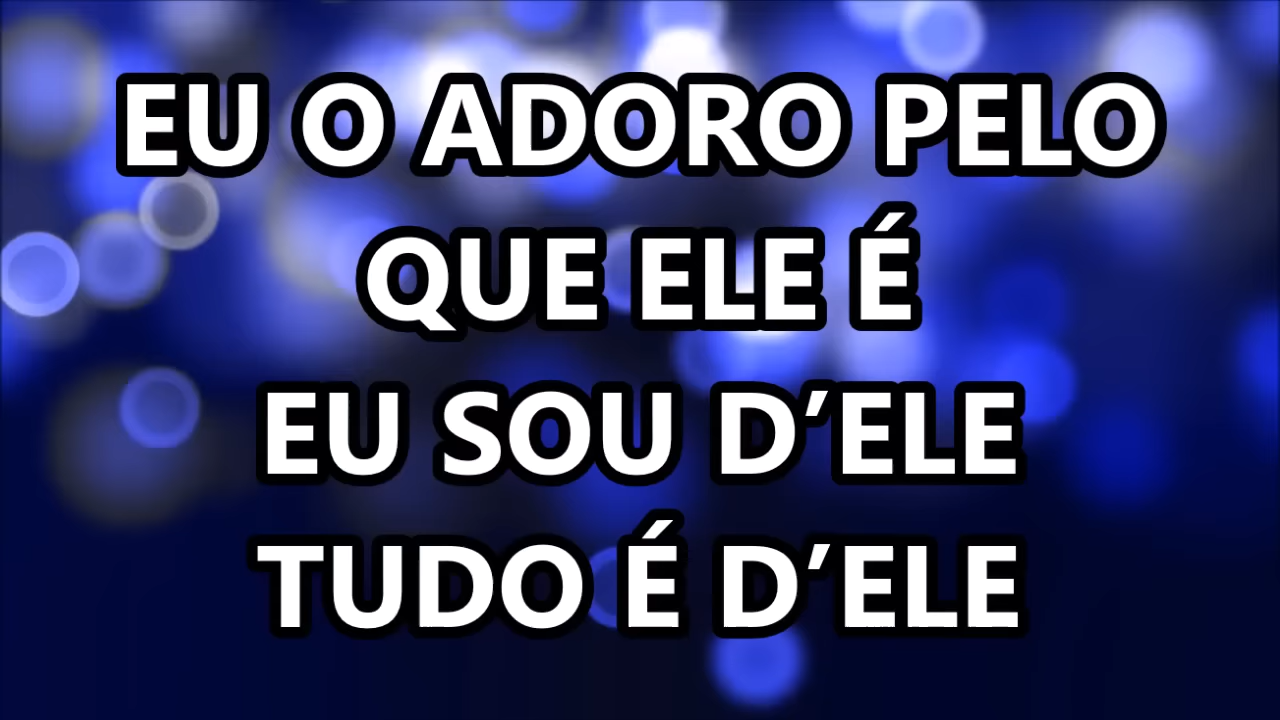 EU O ADORO PELO
QUE ELE É
EU SOU D’ELE
TUDO É D’ELE